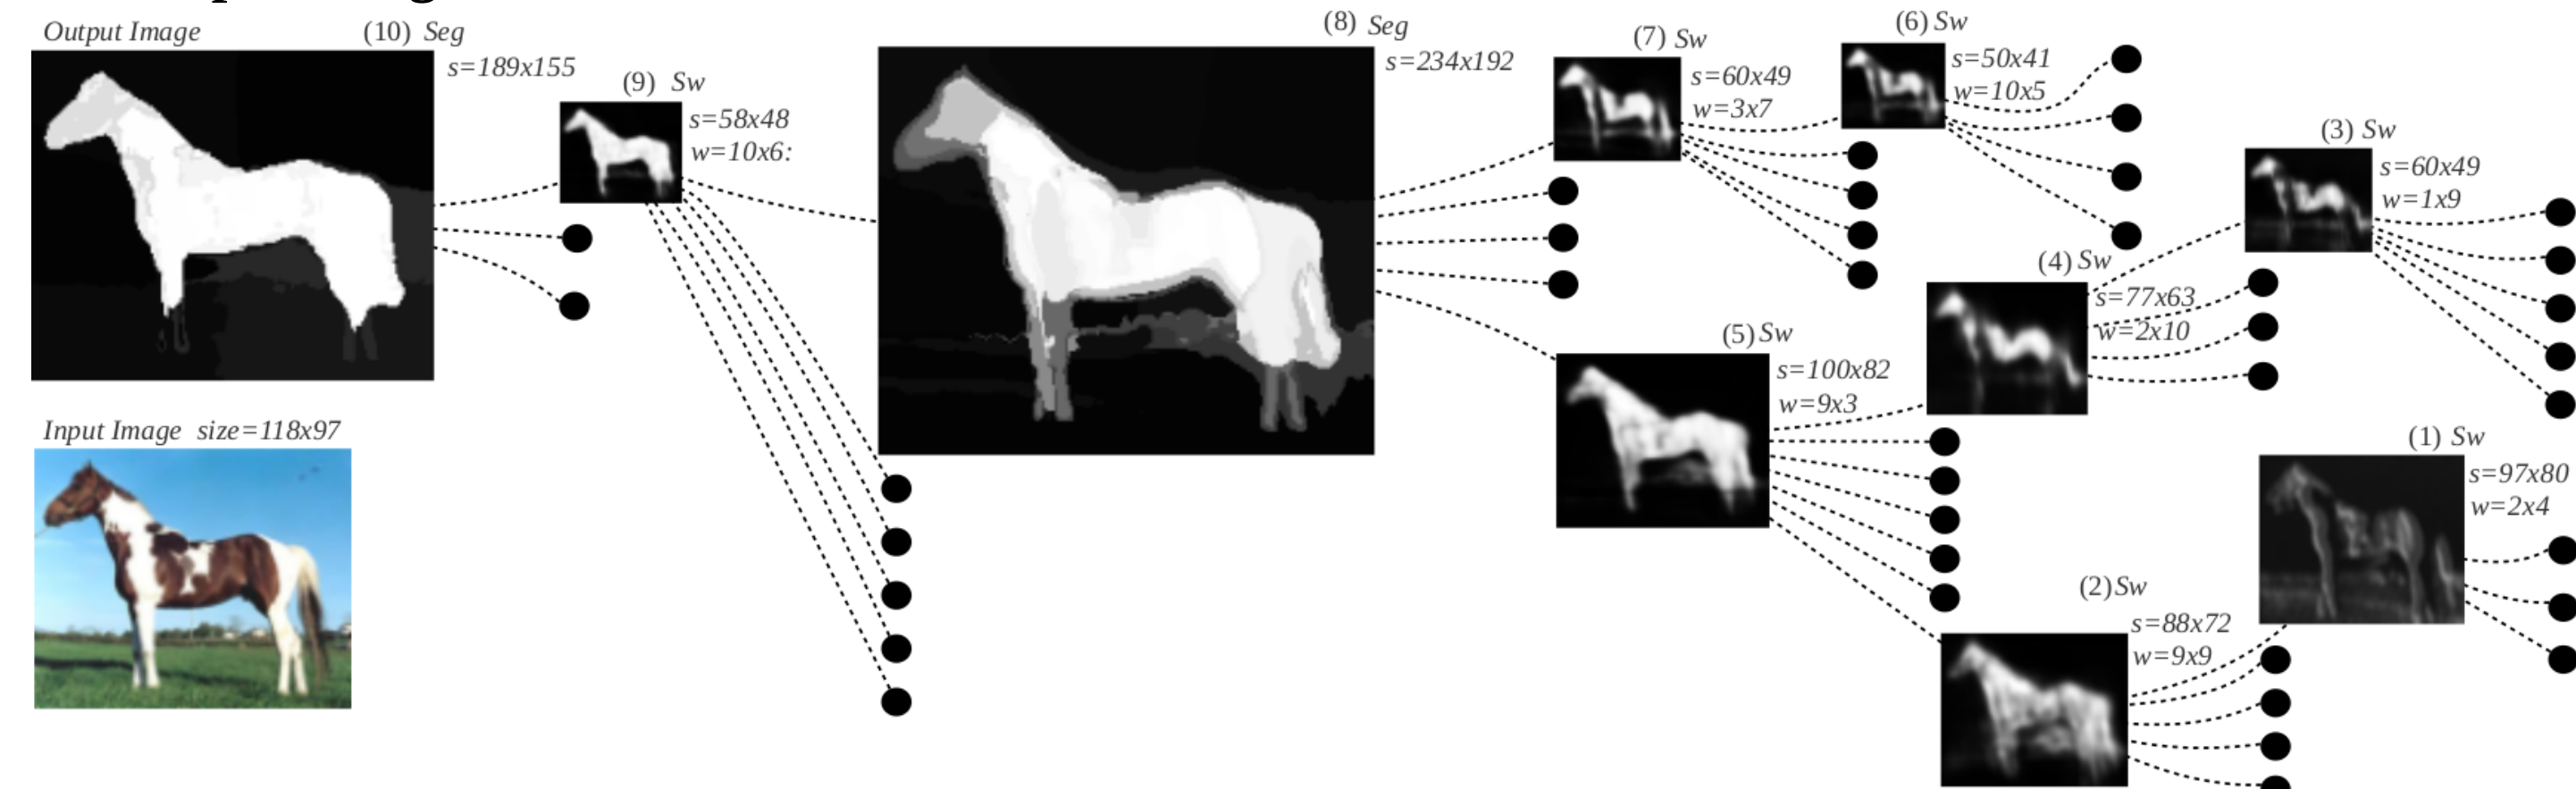 Output Image
(10) Seg
s=189x155
(9) Sw
s=58x48
w=10x6:
(8) Seg
s=234x192
(7) Sw
s=60x49
w=3x7
(6) Sw
s=50x41
w=10x5
(3) Sw
s=60x49
w=1x9
(4) Sw
s=77x63
w=2x10
(5) Sw
s=100x82
w=9x3
Input Image size=118x97
(1) Sw
s=97x80
w=2x4
(2) Sw
s=88x72
w=9x9